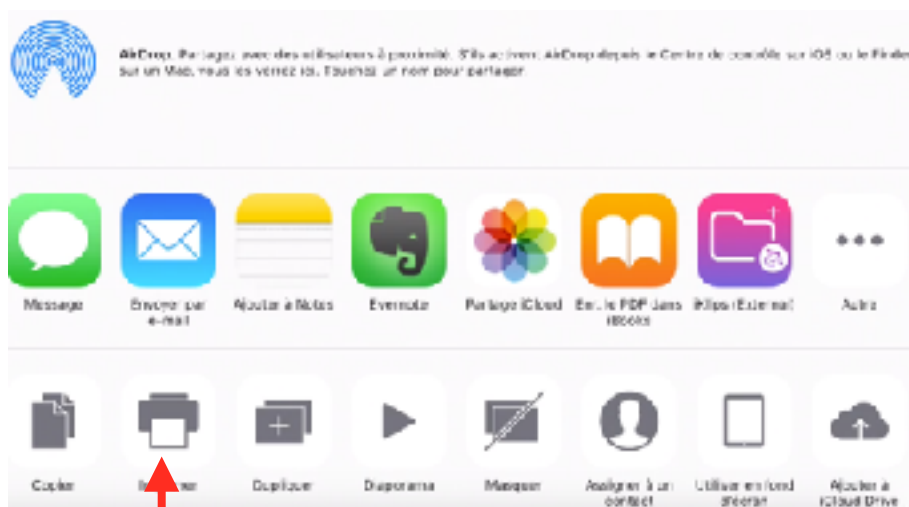 AirDrop. Partagez avec des utilisateurs à proximité. S'ils activent AirDrop depuis le Centre de contrôle sur iOS ou le Finder
sur un Mac, vous les verrez ici. Touchez un nom pour partager.
Message
Envoyer par
e-mail
Ajouter à Notes
Evernote
Partage iCloud
Enr. le PDF dans
iBooks
iKlips (External)
Autre
Copier
Dupliquer
Diaporama
Masquer
Assigner à un
contact
Utiliser en fond
d'écran
Ajouter à
iCloud Drive